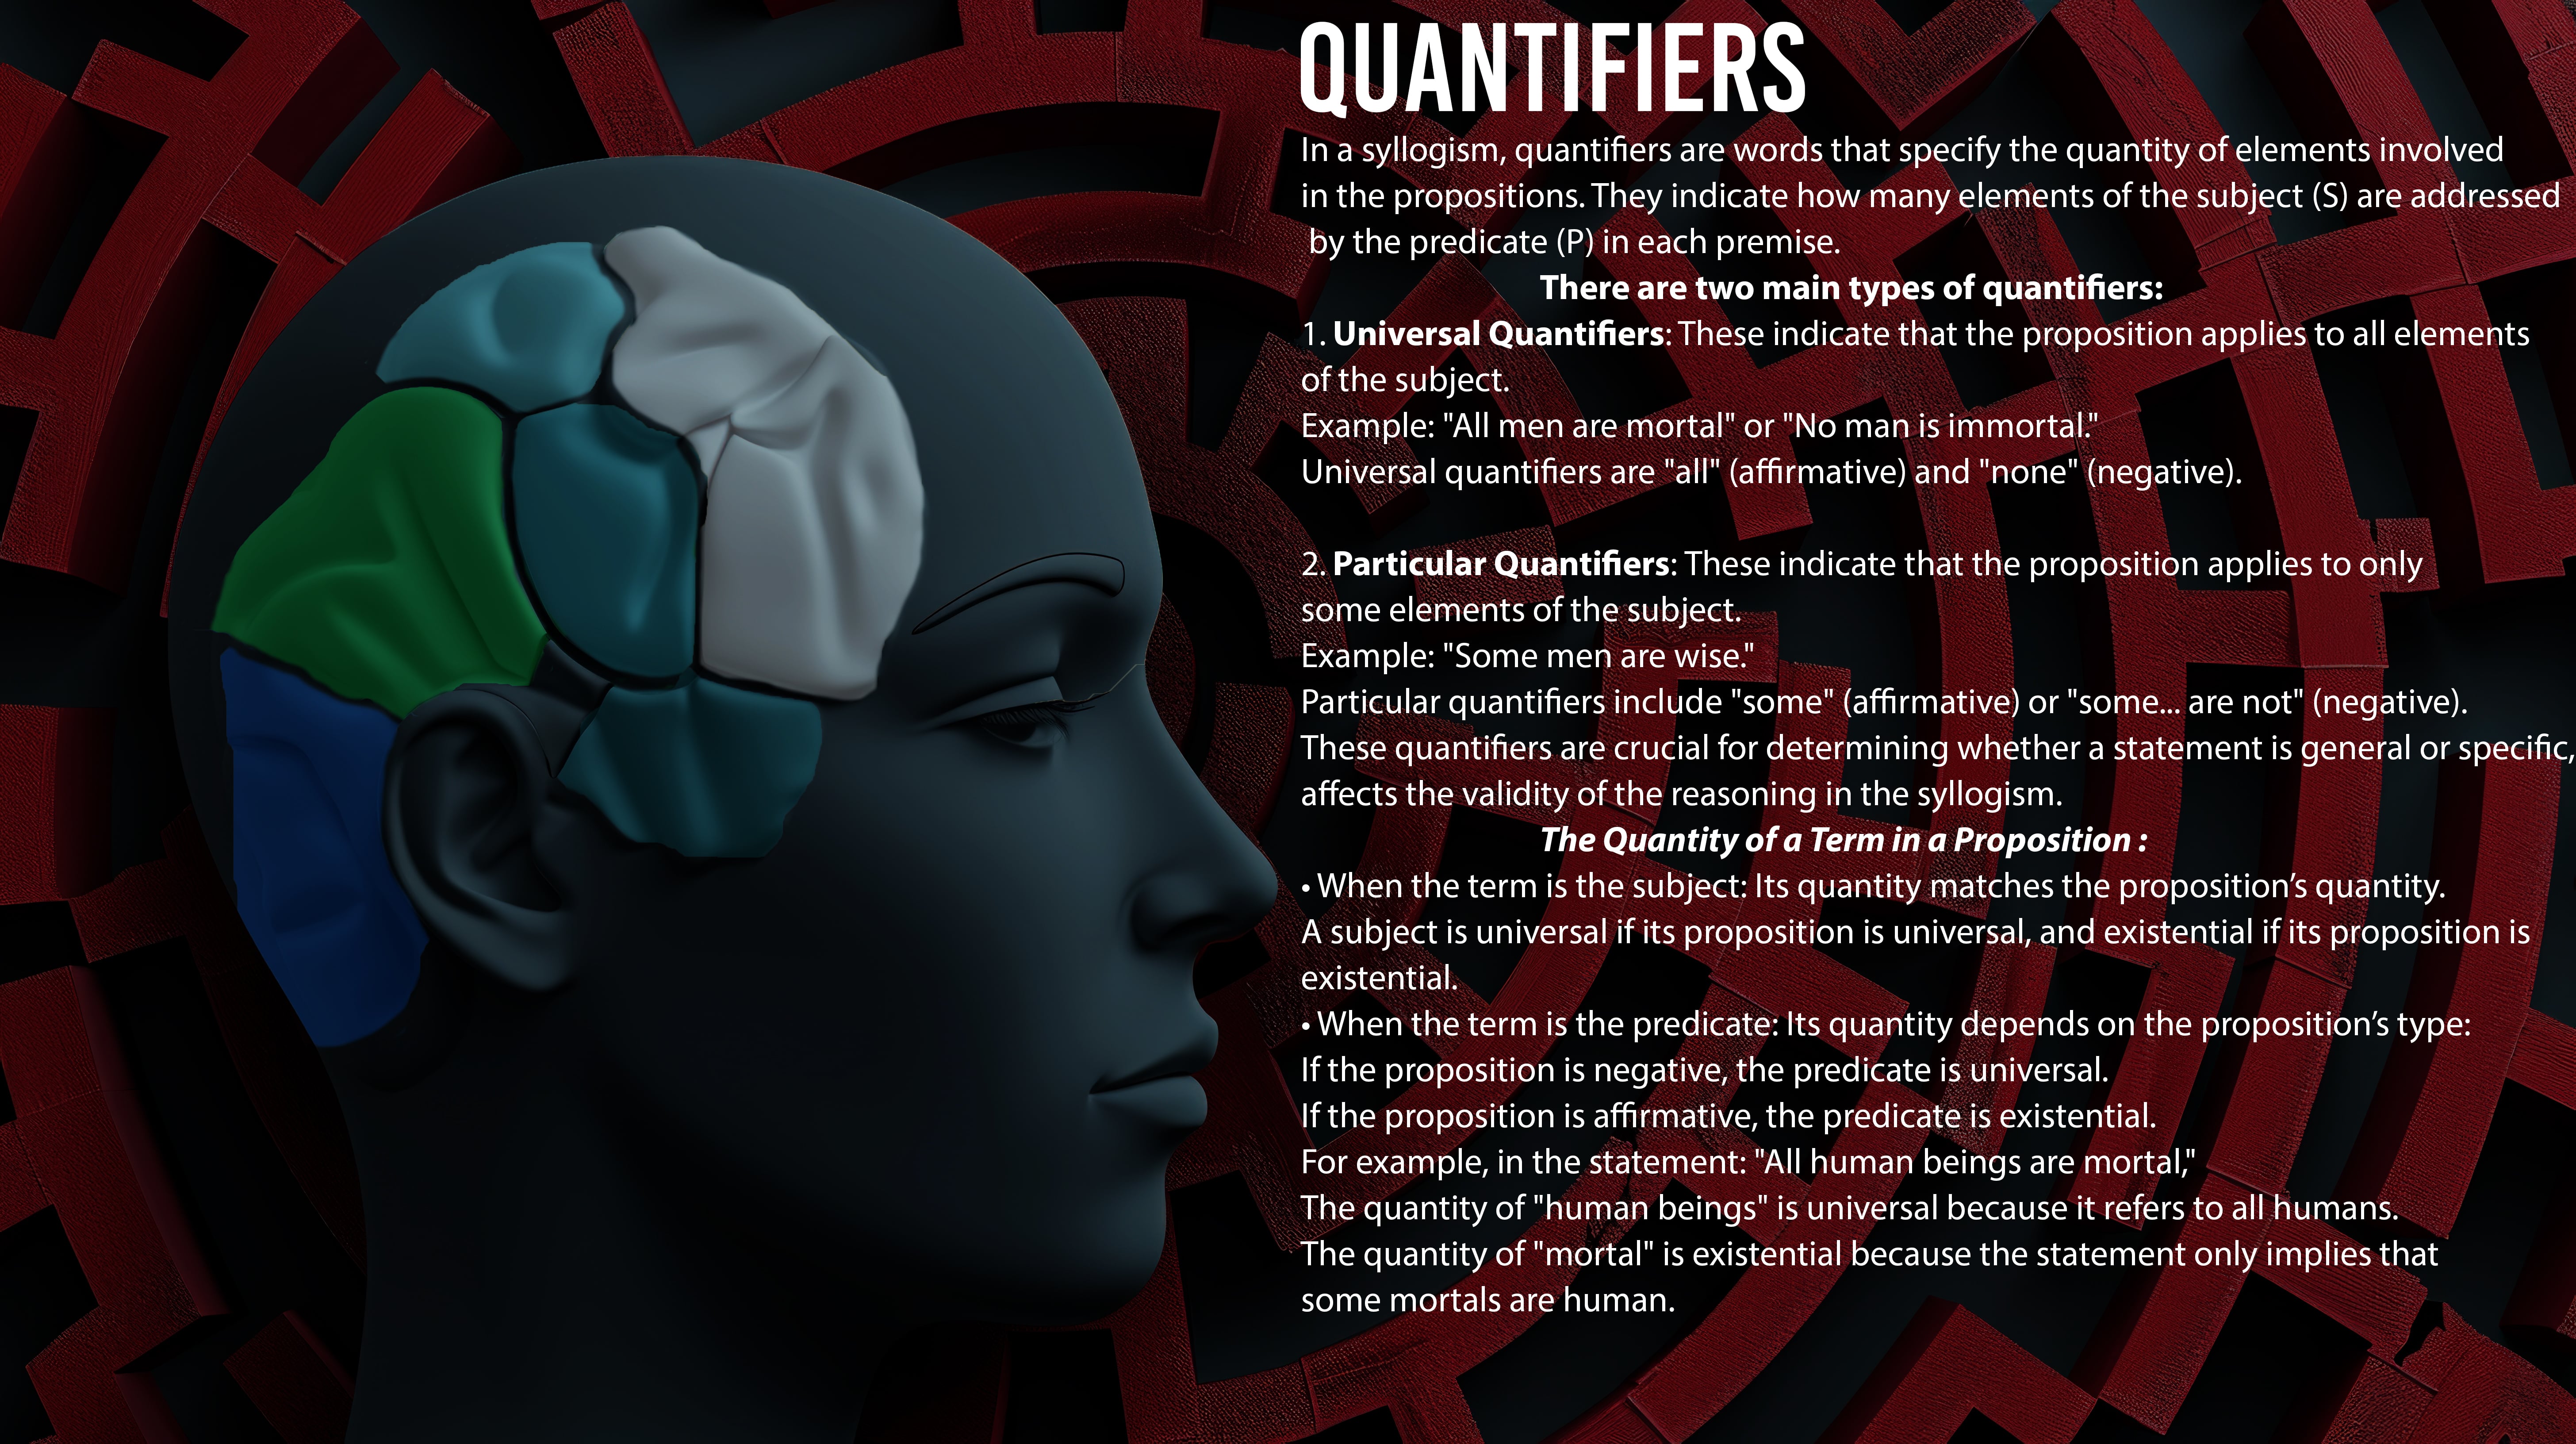 QUANTIFIERS
In a syllogism, quantifiers are words that specify the quantity of elements involved
in the propositions. They indicate how many elements of the subject (S) are addressed
by the predicate (P) in each premise.
There are two main types of quantifiers:
1. Universal Quantifiers: These indicate that the proposition applies to all elements
of the subject.
Example: "All men are mortal" or "No man is immortal."
Universal quantifiers are "all" (affirmative) and "none" (negative).
2. Particular Quantifiers: These indicate that the proposition applies to only
some elements of the subject.
Example: "Some men are wise."
Particular quantifiers include "some" (affirmative) or "some... are not" (negative).
These quantifiers are crucial for determining whether a statement is general or specific,
affects the validity of the reasoning in the syllogism.
The Quantity of a Term in a Proposition :
• When the term is the subject: Its quantity matches the proposition’s quantity.
A subject is universal if its proposition is universal, and existential if its proposition is
existential.
• When the term is the predicate: Its quantity depends on the proposition’s type:
If the proposition is negative, the predicate is universal.
If the proposition is affirmative, the predicate is existential.
For example, in the statement: "All human beings are mortal,"
The quantity of "human beings" is universal because it refers to all humans.
The quantity of "mortal" is existential because the statement only implies that
some mortals are human.